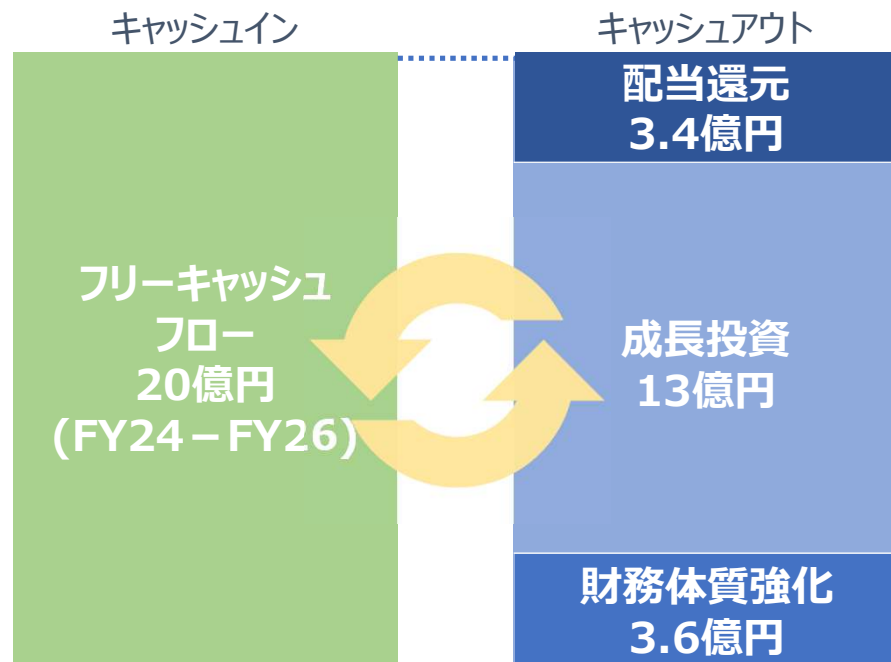 キャッシュイン
フリーキャッシュ
フロー
20億円
(FY24－FY26)
キャッシュアウト
配当還元
3.4億円
成長投資
13億円
財務体質強化
3.6億円